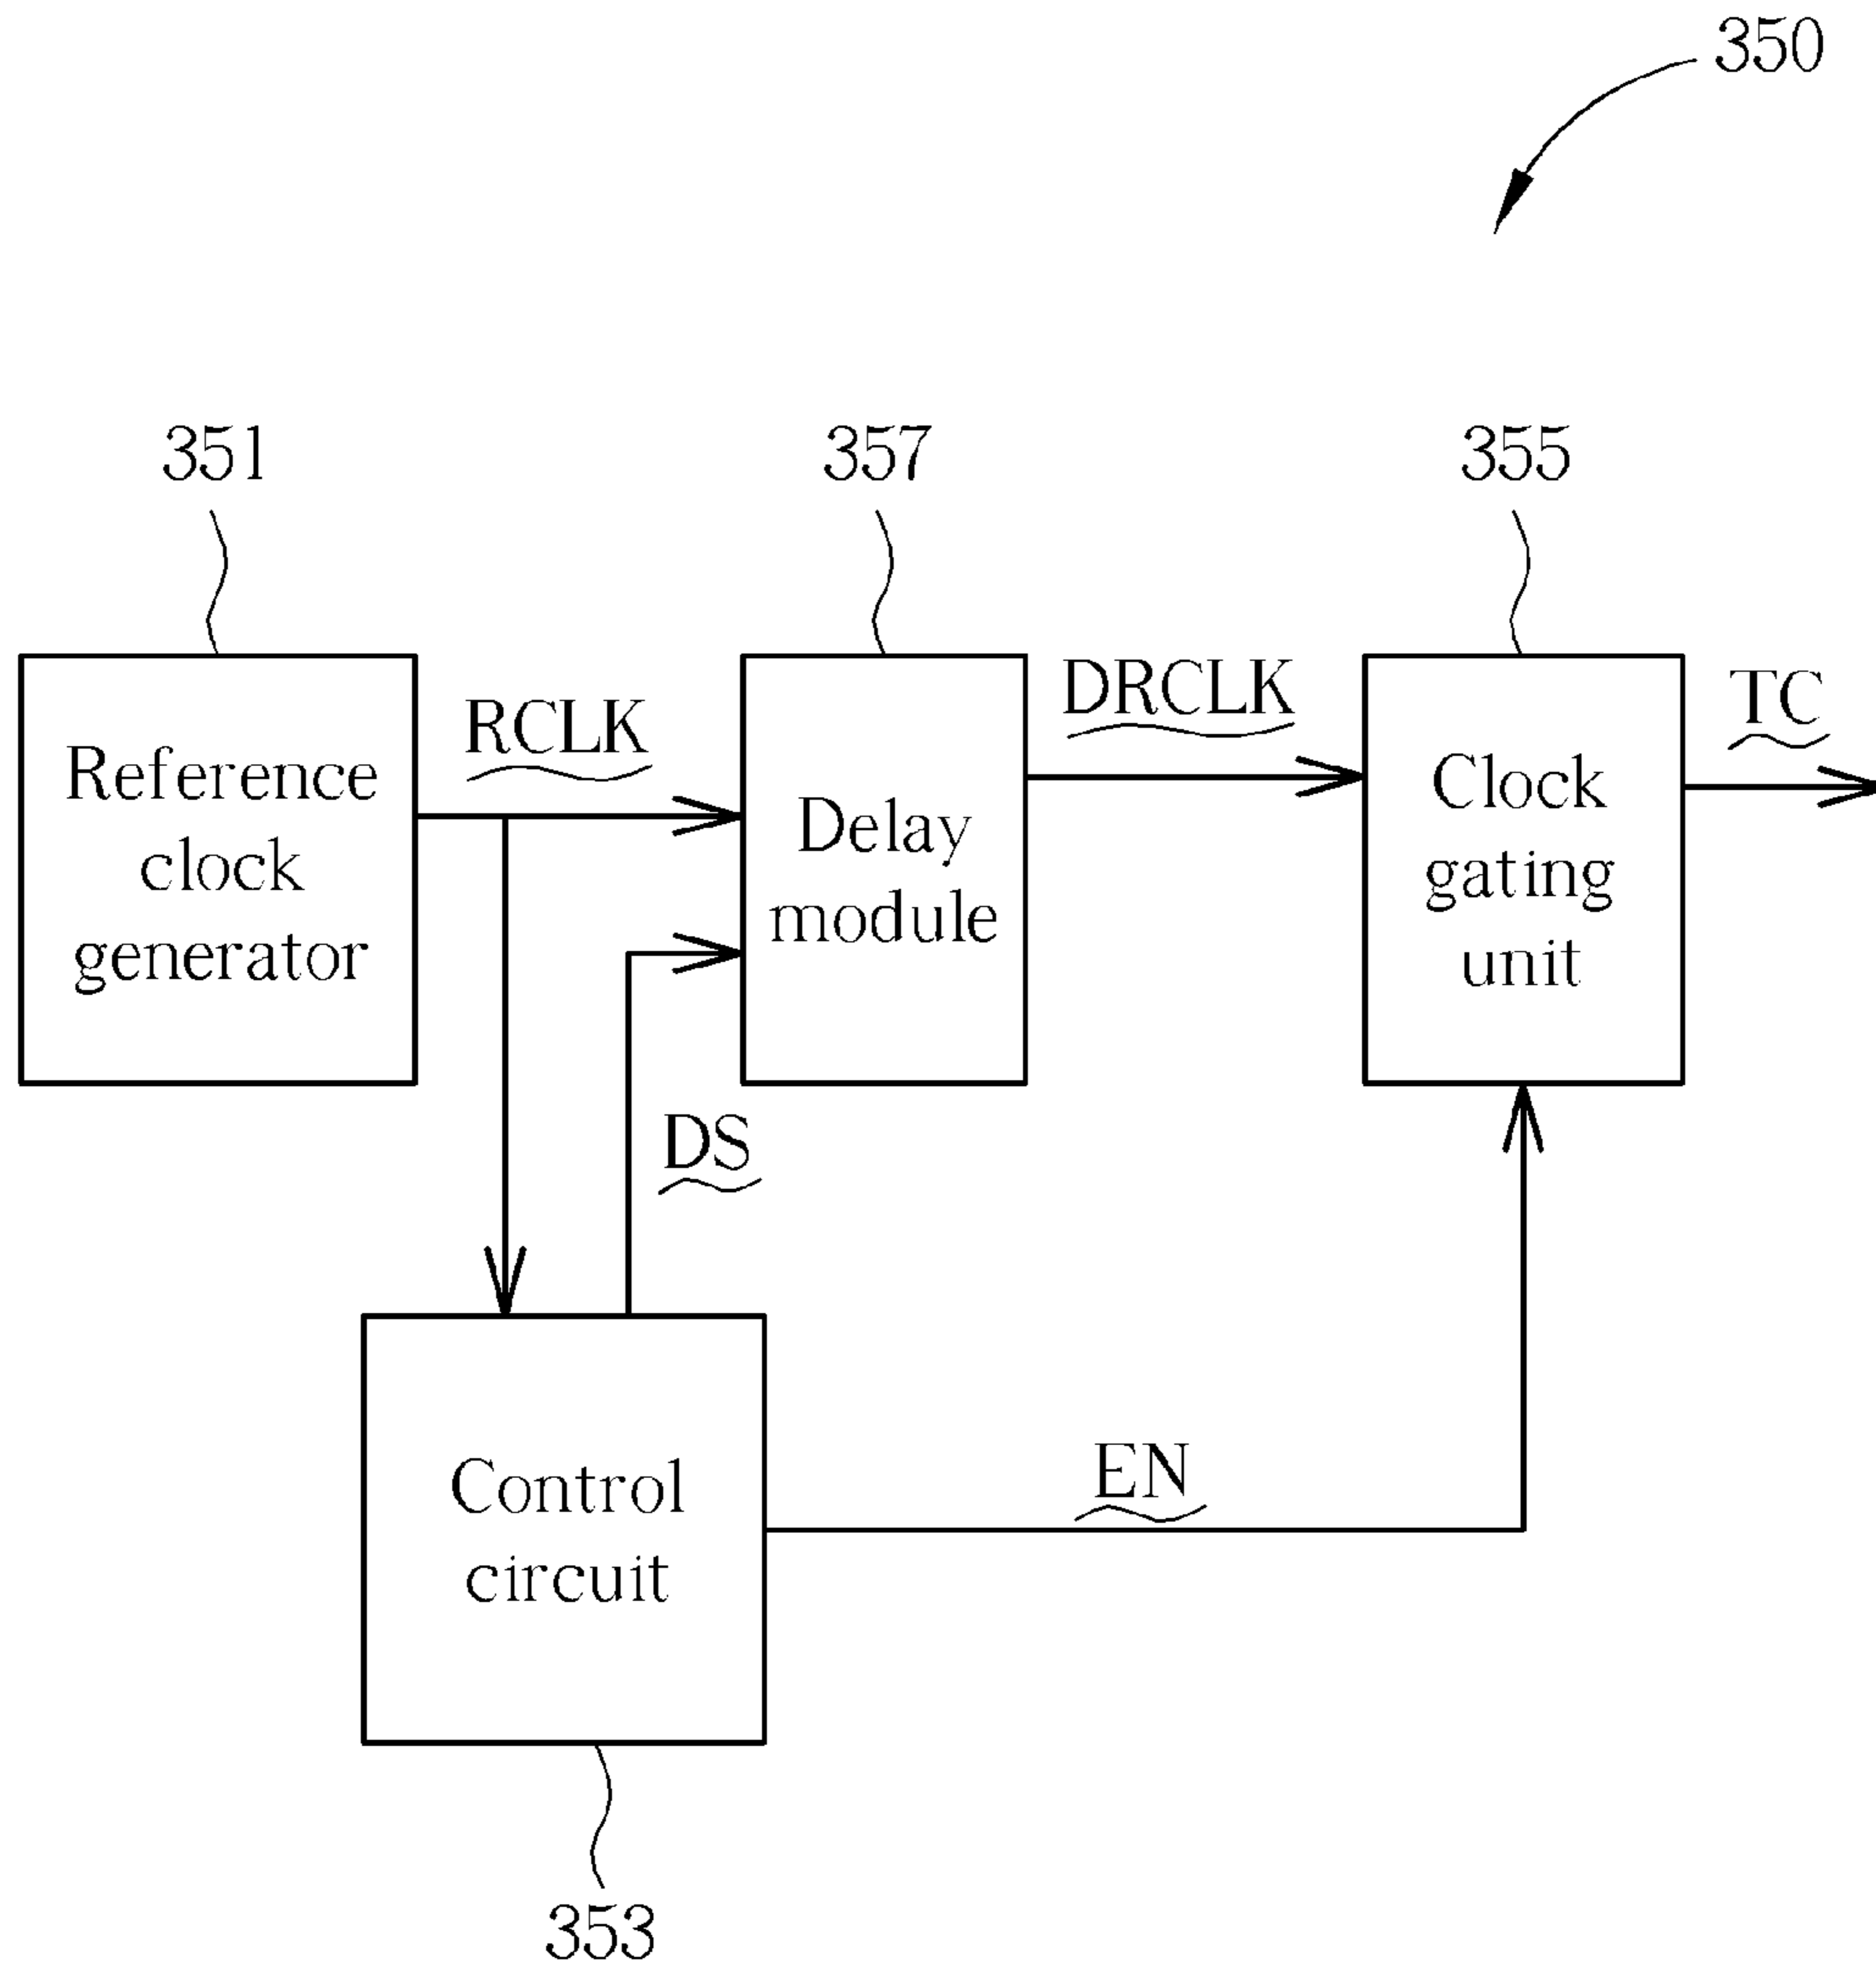 350
351
357
355
Reference
clock
generator
RCLK
Delay
module
DRCLK
Clock
gating
unit
TC
DS
Control
circuit
EN
353